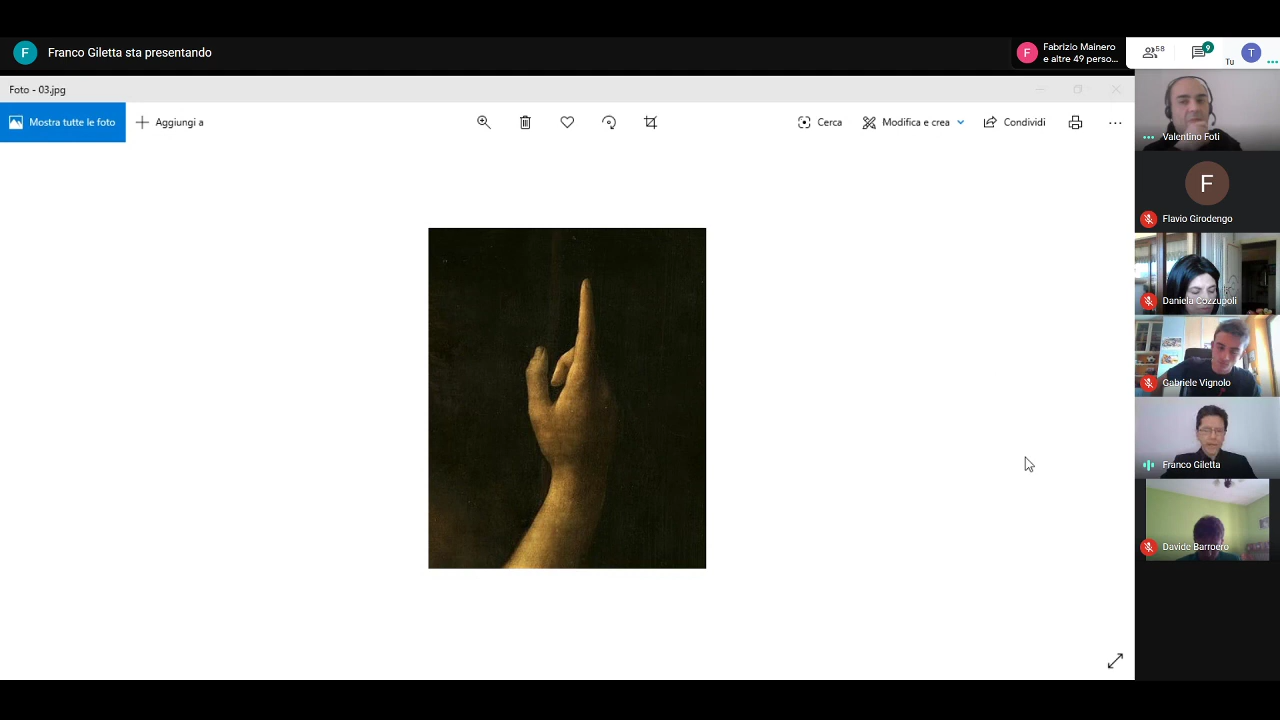 F Franco Giletta sta presentando
F Fabrizio Mainero
e altre 49 perso...
58
9
Tu T
Foto - 03.jpg
Mostra tutte le foto
Aggiungi a
Cerca
Modifica e crea
Condividi
Valentino Foti
F
Flavio Girodengo
Daniela Cozzupoli
Gabriele Vignolo
Franco Giletta
Davide Barroero